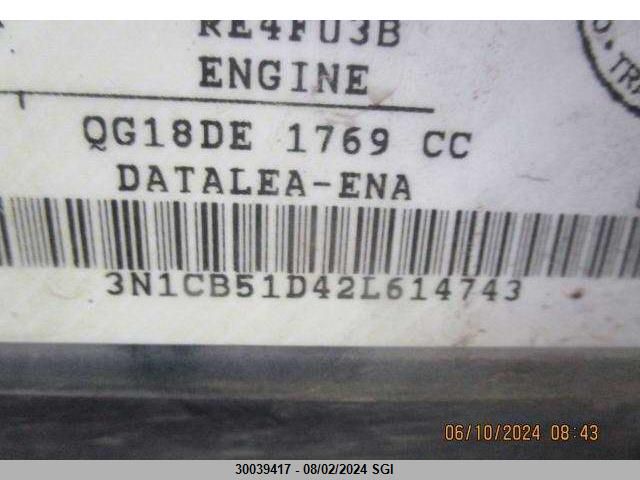 RE4F03B
ENGINE
QG18DE 1769 CC
DATALEA-ENA
3N1CB51D42L614743
06/10/2024 08:43
30039417 - 08/02/2024 SGI